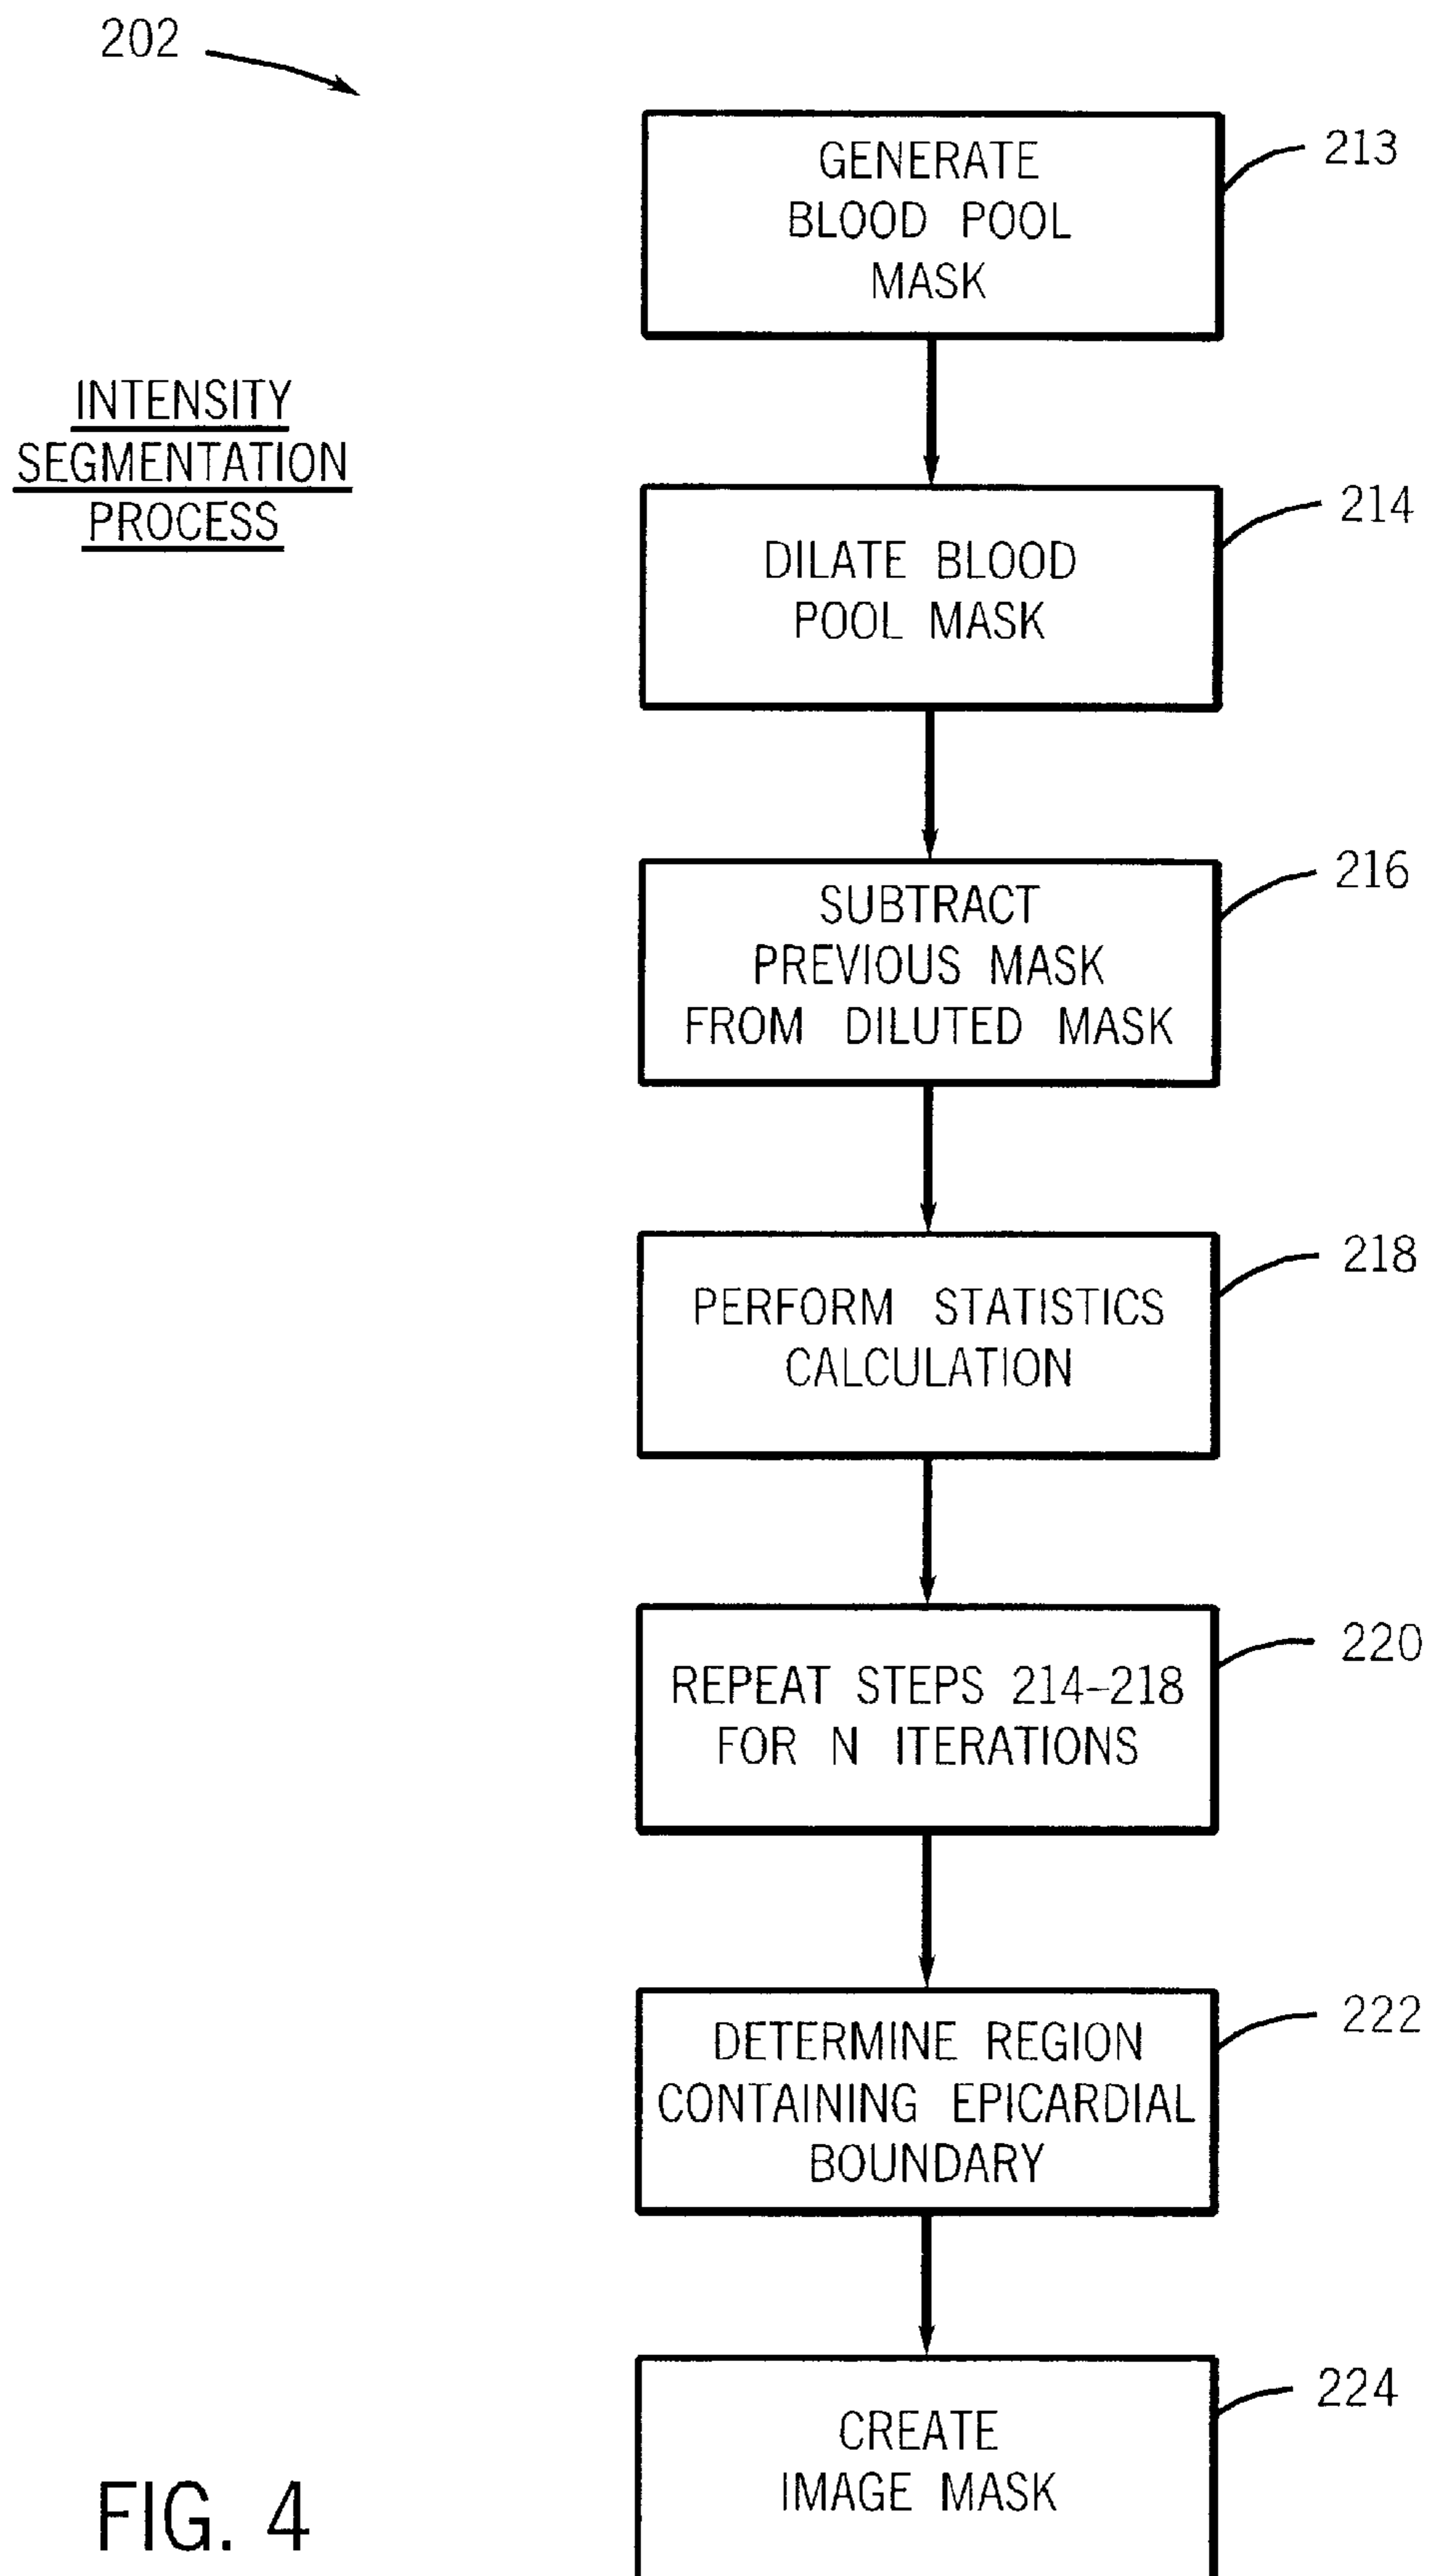 202
GENERATE
BLOOD POOL
MASK
213
INTENSITY
SEGMENTATION
PROCESS
DILATE BLOOD
POOL MASK
214
SUBTRACT
PREVIOUS MASK
FROM DILUTED MASK
216
PERFORM STATISTICS
CALCULATION
218
REPEAT STEPS 214-218
FOR N ITERATIONS
220
DETERMINE REGION
CONTAINING EPICARDIAL
BOUNDARY
222
CREATE
IMAGE MASK
224
FIG. 4